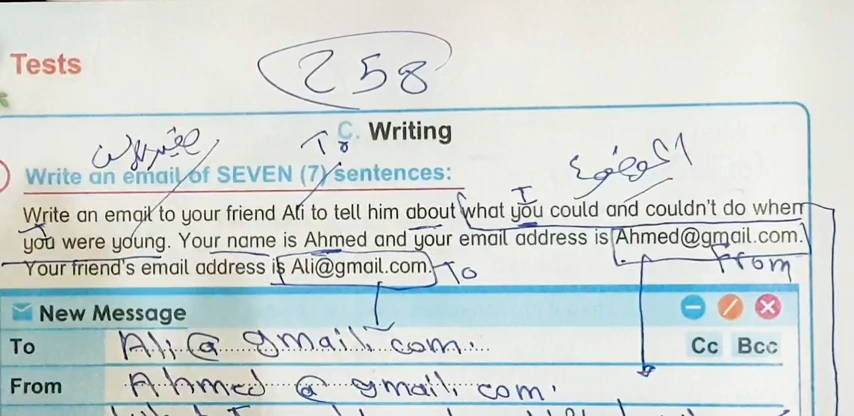 Tests
258
C. Writing
To
الموضوع
Write an email of SEVEN (7) sentences:
I
Write an email to your friend Ali to tell him about what you could and couldn't do when
you were young. Your name is Ahmed and your email address is Ahmed@gmail.com.
Your friend's email address is Ali@gmail.com. To
From
New Message
To Ali@gmail.com. Cc Bcc
From Ahmed@gmail.com.